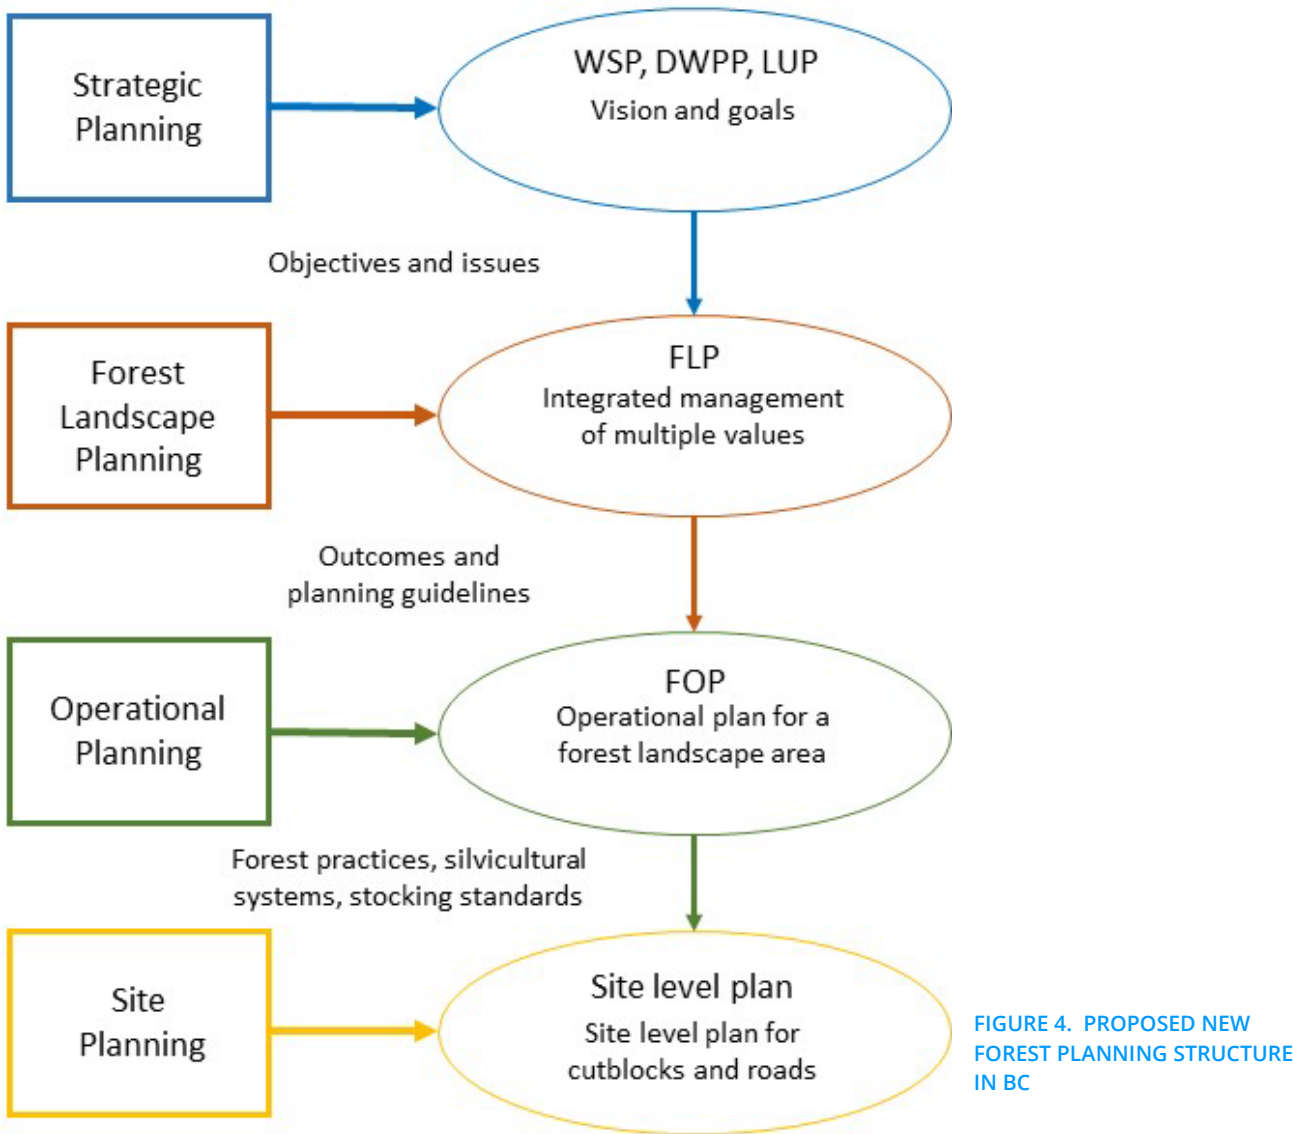 Strategic
Planning
WSP, DWPP, LUP
Vision and goals
Objectives and issues
Forest
Landscape
Planning
FLP
Integrated management
of multiple values
Outcomes and
planning guidelines
Operational
Planning
FOP
Operational plan for a
forest landscape area
Forest practices, silvicultural
systems, stocking standards
Site
Planning
Site level plan
Site level plan for
cutblocks and roads
FIGURE 4. PROPOSED NEW
FOREST PLANNING STRUCTURE
IN BC